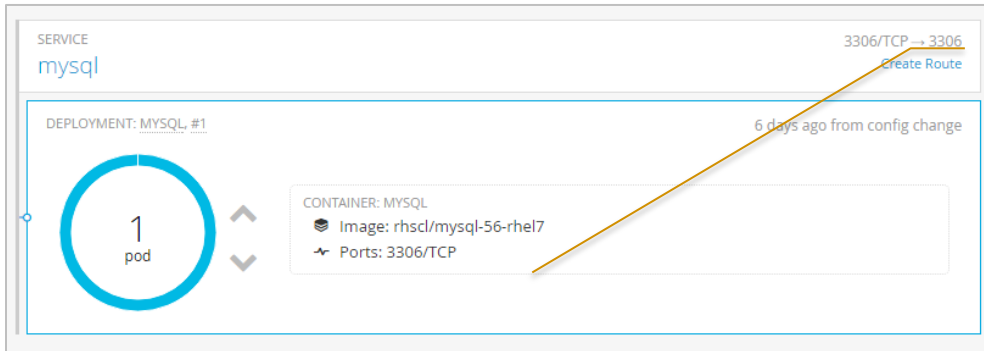 SERVICE
3306/TCP → 3306
mysql
Create Route
DEPLOYMENT: MYSQL, #1
6 days ago from config change
1
pod
CONTAINER: MYSQL
Image: rhscl/mysql-56-rhel7
Ports: 3306/TCP